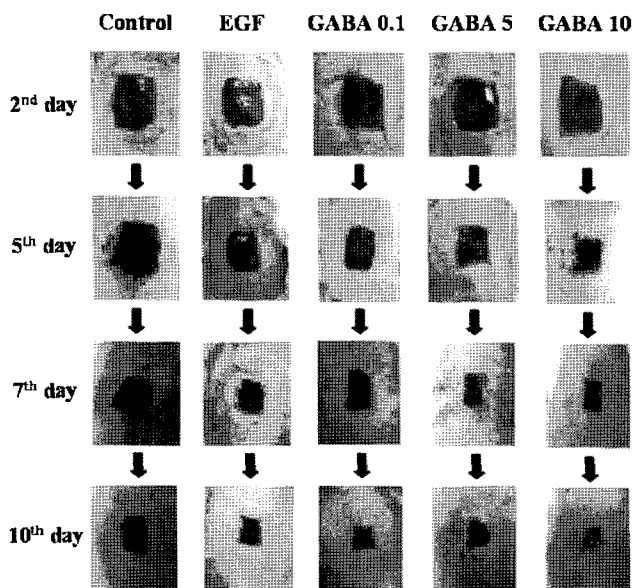 Control EGF GABA 0.1 GABA 5 GABA 10
2nd day
5th day
7th day
10th day